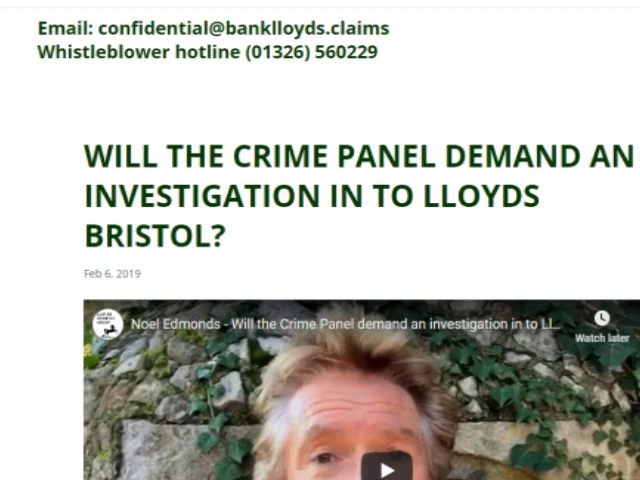 Email: confidential@banklloyds.claims
Whistleblower hotline (01326) 560229
WILL THE CRIME PANEL DEMAND AN
INVESTIGATION IN TO LLOYDS
BRISTOL?
Feb 6, 2019
Noel Edmonds - Will the Crime Panel demand an investigation in to Ll...
Watch later